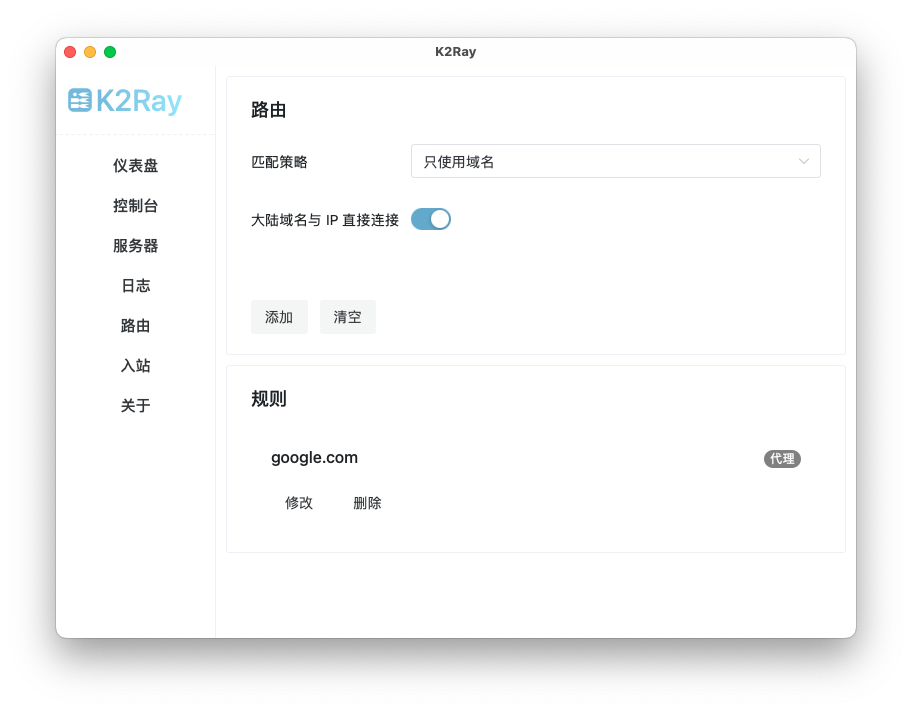 K2Ray
K2Ray
仪表盘
控制台
服务器
日志
路由
入站
关于
路由
匹配策略
只使用域名
大陆域名与 IP 直接连接
添加
清空
规则
google.com
代理
修改
删除